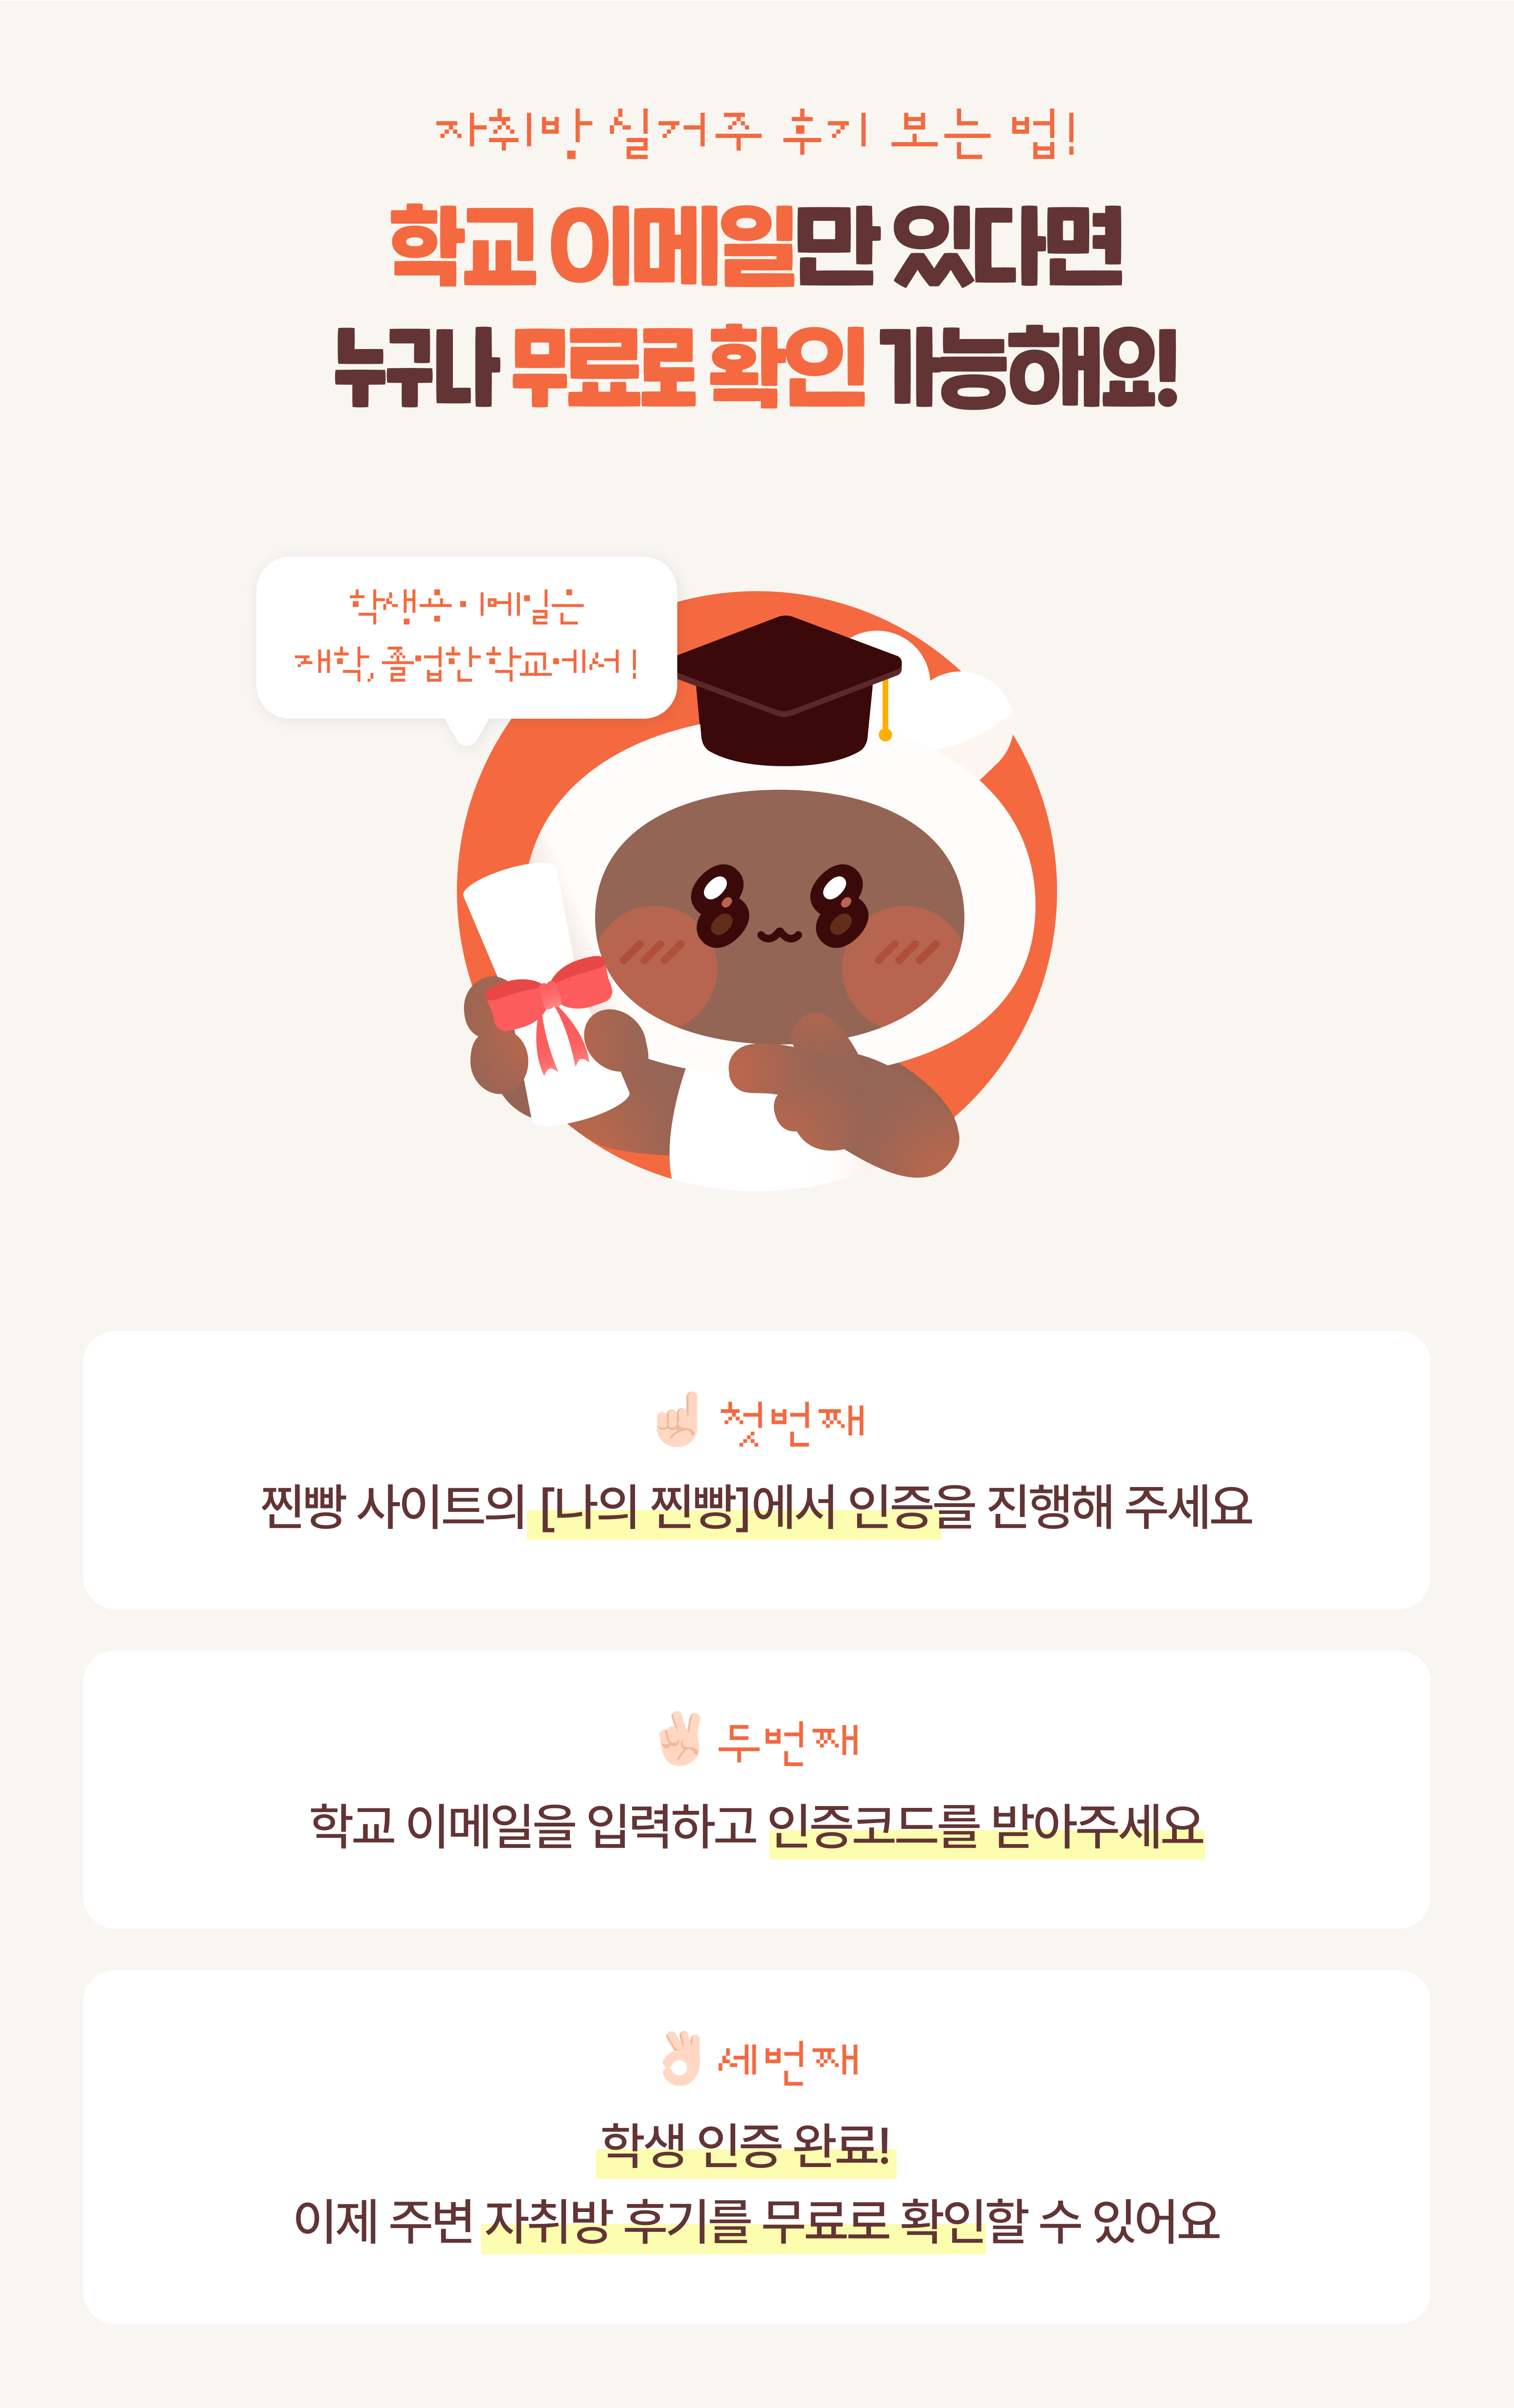 자취방 실거주 후기 보는 법!
학교 이메일만 있다면
누구나 무료로 확인 가능해요!
학생용 이메일은
재학, 졸업한 학교에서!
첫번째
찐빵 사이트의 [나의 찐빵]에서 인증을 진행해 주세요
두번째
학교 이메일을 입력하고 인증코드를 받아주세요
세번째
학생 인증 완료!
이제 주변 자취방 후기를 무료로 확인할 수 있어요